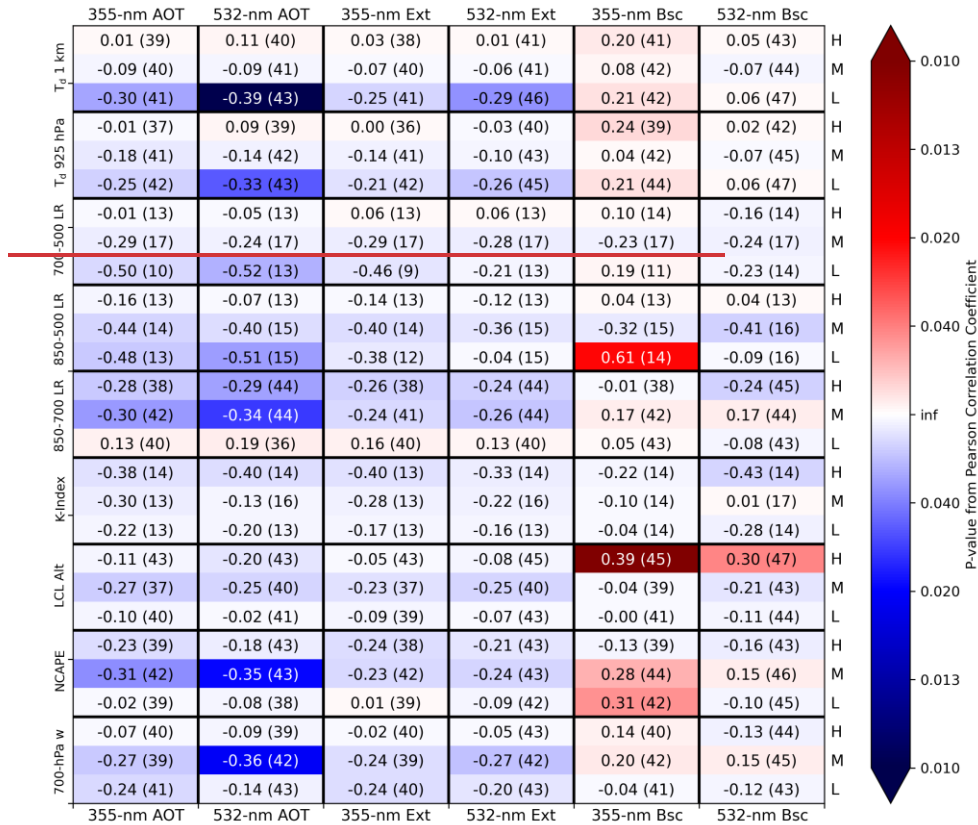 355-nm AOT 532-nm AOT 355-nm Ext 532-nm Ext 355-nm Bsc 532-nm Bsc
T_d 1 km
0.01 (39) 0.11 (40) 0.03 (38) 0.01 (41) 0.20 (41) 0.05 (43) H
-0.09 (40) -0.09 (41) -0.07 (40) -0.06 (41) 0.08 (42) -0.07 (44) M
-0.30 (41) -0.39 (43) -0.25 (41) -0.29 (46) 0.21 (42) 0.06 (47) L
T_d 925 hPa
-0.01 (37) 0.09 (39) 0.00 (36) -0.03 (40) 0.24 (39) 0.02 (42) H
-0.18 (41) -0.14 (42) -0.14 (41) -0.10 (43) 0.04 (42) -0.07 (45) M
-0.25 (42) -0.33 (43) -0.21 (42) -0.26 (45) 0.21 (44) 0.06 (47) L
700-500 LR
-0.01 (13) -0.05 (13) 0.06 (13) 0.06 (13) 0.10 (14) -0.16 (14) H
-0.29 (17) -0.24 (17) -0.29 (17) -0.28 (17) -0.23 (17) -0.24 (17) M
-0.50 (10) -0.52 (13) -0.46 (9) -0.21 (13) 0.19 (11) -0.23 (14) L
850-500 LR
-0.16 (13) -0.07 (13) -0.14 (13) -0.12 (13) 0.04 (13) 0.04 (13) H
-0.44 (14) -0.40 (15) -0.40 (14) -0.36 (15) -0.32 (15) -0.41 (16) M
-0.48 (13) -0.51 (15) -0.38 (12) -0.04 (15) 0.61 (14) -0.09 (16) L
850-700 LR
-0.28 (38) -0.29 (44) -0.26 (38) -0.24 (44) -0.01 (38) -0.24 (45) H
-0.30 (42) -0.34 (44) -0.24 (41) -0.26 (44) 0.17 (42) 0.17 (44) M
0.13 (40) 0.19 (36) 0.16 (40) 0.13 (40) 0.05 (43) -0.08 (43) L
K-Index
-0.38 (14) -0.40 (14) -0.40 (13) -0.33 (14) -0.22 (14) -0.43 (14) H
-0.30 (13) -0.13 (16) -0.28 (13) -0.22 (16) -0.10 (14) 0.01 (17) M
-0.22 (13) -0.20 (13) -0.17 (13) -0.16 (13) -0.04 (14) -0.28 (14) L
LCL Alt
-0.11 (43) -0.20 (43) -0.05 (43) -0.08 (45) 0.39 (45) 0.30 (47) H
-0.27 (37) -0.25 (40) -0.23 (37) -0.25 (40) -0.04 (39) -0.21 (43) M
-0.10 (40) -0.02 (41) -0.09 (39) -0.07 (43) -0.00 (41) -0.11 (44) L
NCAPE
-0.23 (39) -0.18 (43) -0.24 (38) -0.21 (43) -0.13 (39) -0.16 (43) H
-0.31 (42) -0.35 (43) -0.23 (42) -0.24 (43) 0.28 (44) 0.15 (46) M
-0.02 (39) -0.08 (38) 0.01 (39) -0.09 (42) 0.31 (42) -0.10 (45) L
700-hPa w
-0.07 (40) -0.09 (39) -0.02 (40) -0.05 (43) 0.14 (40) -0.13 (44) H
-0.27 (39) -0.36 (42) -0.24 (39) -0.27 (42) 0.20 (42) 0.15 (45) M
-0.24 (41) -0.14 (43) -0.24 (40) -0.20 (43) -0.04 (41) -0.12 (43) L
355-nm AOT 532-nm AOT 355-nm Ext 532-nm Ext 355-nm Bsc 532-nm Bsc
0.010
0.013
0.020
0.040
inf
0.040
0.020
0.013
0.010
P-value from Pearson Correlation Coefficient